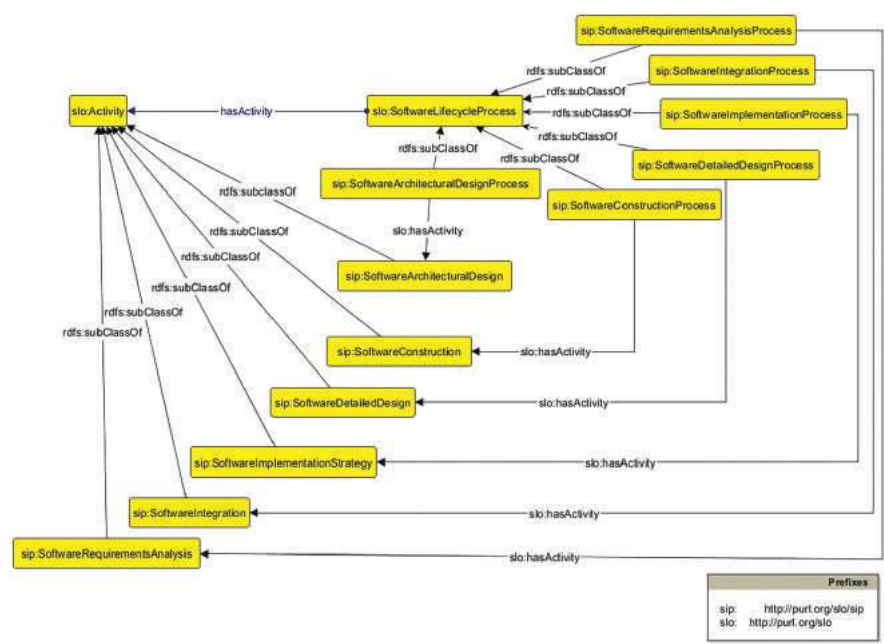 sip:SoftwareRequirementsAnalysisProcess
rdfs:subClassOf
sip:SoftwareIntegrationProcess
rdfs:subClassOf
slo:Activity
hasActivity
slo:SoftwareLifecycleProcess
rdfs:subClassOf
sip:SoftwareImplementationProcess
rdfs:subClassOf
rdfs:subClassOf
rdfs:subClassOf
sip:SoftwareDetailedDesignProcess
sip:SoftwareArchitecturalDesignProcess
rdfs:subclassOf
sip:SoftwareConstructionProcess
slo:hasActivity
rdfs:subClassOf
rdfs:subClassOf
sip:SoftwareArchitecturalDesign
rdfs:subClassOf
rdfs:subClassOf
rdfs:subClassOf
sip:SoftwareConstruction
slo:hasActivity
sip:SoftwareDetailedDesign
slo:hasActivity
sip:SoftwareImplementationStrategy
slo:hasActivity
sip:SoftwareIntegration
slo:hasActivity
sip:SoftwareRequirementsAnalysis
slo:hasActivity
Prefixes
sip: http://purl.org/slo/sip
slo: http://purl.org/slo